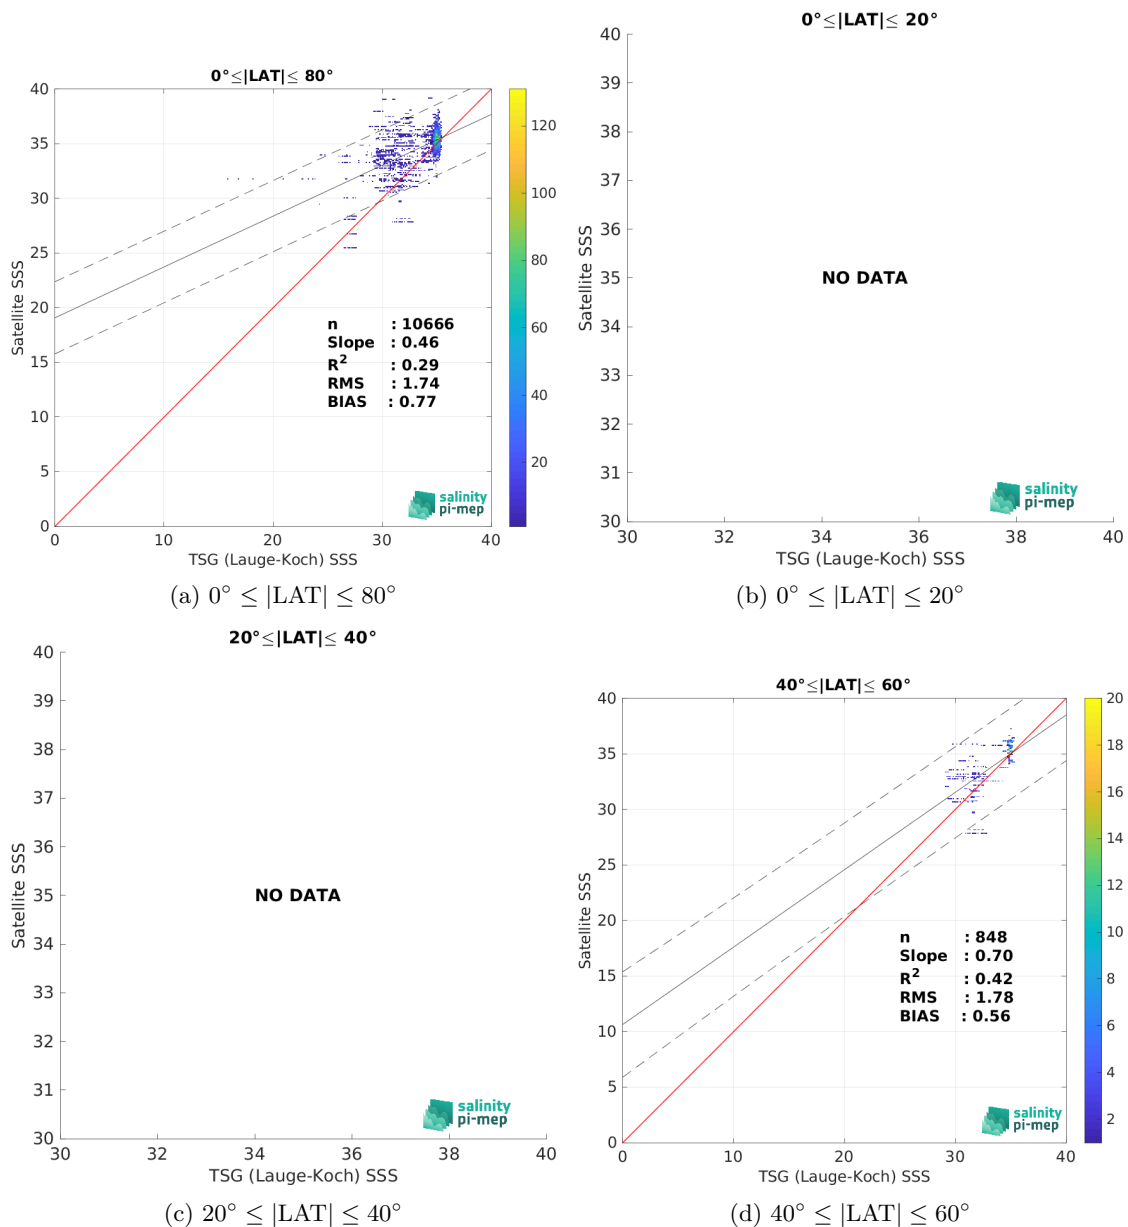 0°≤|LAT|≤ 80°
40
35
30
25
20
15
10
5
0
Satellite SSS
0
10
20
30
40
TSG (Lauge-Koch) SSS
120
100
80
60
40
20
n : 10666
Slope : 0.46
R² : 0.29
RMS : 1.74
BIAS : 0.77
salinity
pi-mep
(a) 0° ≤ |LAT| ≤ 80°
0°≤|LAT|≤ 20°
40
39
38
37
36
35
34
33
32
31
30
Satellite SSS
NO DATA
salinity
pi-mep
30
32
34
36
38
40
TSG (Lauge-Koch) SSS
(b) 0° ≤ |LAT| ≤ 20°
20°≤|LAT|≤ 40°
40
39
38
37
36
35
34
33
32
31
30
Satellite SSS
NO DATA
salinity
pi-mep
30
32
34
36
38
40
TSG (Lauge-Koch) SSS
(c) 20° ≤ |LAT| ≤ 40°
40°≤|LAT|≤ 60°
40
35
30
25
20
15
10
5
0
Satellite SSS
0
10
20
30
40
TSG (Lauge-Koch) SSS
20
18
16
14
12
10
8
6
4
2
n : 848
Slope : 0.70
R² : 0.42
RMS : 1.78
BIAS : 0.56
salinity
pi-mep
(d) 40° ≤ |LAT| ≤ 60°